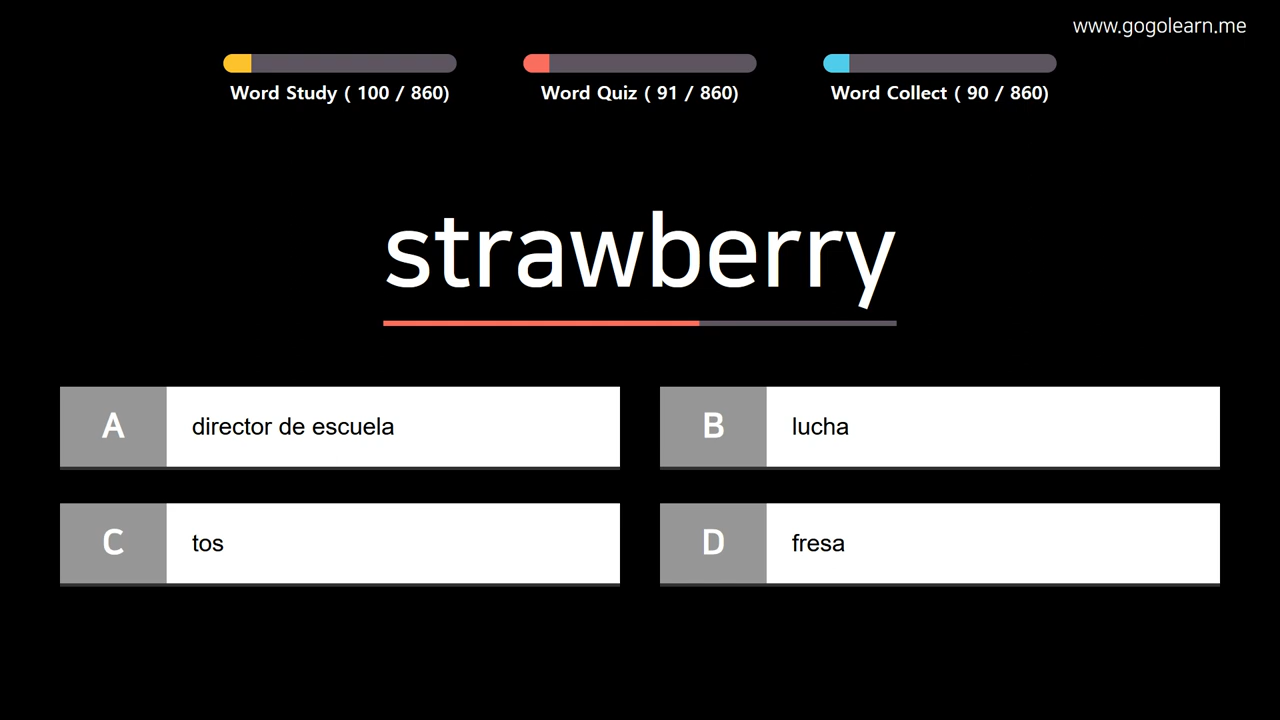 www.gogolearn.me
Word Study ( 100 / 860)
Word Quiz ( 91 / 860)
Word Collect ( 90 / 860)
strawberry
A director de escuela
B lucha
C tos
D fresa